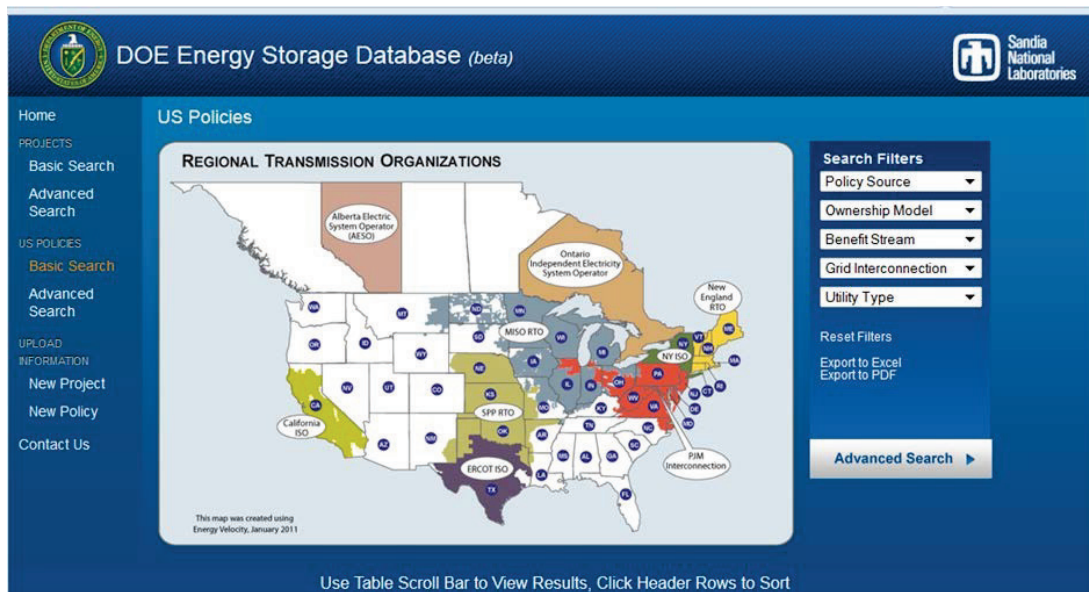 DOE Energy Storage Database (beta)
Sandia
National
Laboratories
Home
PROJECTS
Basic Search
Advanced
Search
US POLICIES
Basic Search
Advanced
Search
UPLOAD
INFORMATION
New Project
New Policy
Contact Us
US Policies
REGIONAL TRANSMISSION ORGANIZATIONS
Alberta Electric
System Operator
(AESO)
Ontario
Independent Electricity
System Operator
New
England
RTO
MISO RTO
NY ISO
SPP RTO
California
ISO
ERCOT ISO
PJM
Interconnection
WA
MT
ND
MN
OR
ID
WY
SD
WI
MI
NY
VT
NH
ME
MA
NV
UT
CO
NE
IA
IL
IN
OH
PA
RI
CT
NJ
DE
MD
CA
KS
MO
KY
WV
VA
AZ
NM
OK
AR
TN
NC
SC
TX
LA
MS
AL
GA
FL
This map was created using
Energy Velocity, January 2011
Search Filters
Policy Source
Ownership Model
Benefit Stream
Grid Interconnection
Utility Type
Reset Filters
Export to Excel
Export to PDF
Advanced Search
Use Table Scroll Bar to View Results, Click Header Rows to Sort